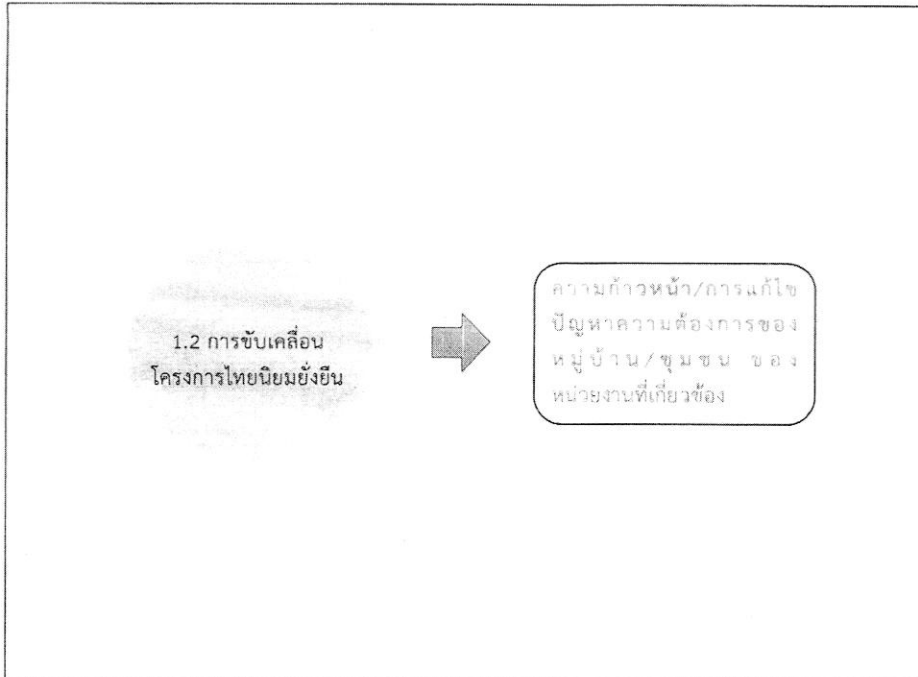 1.2 การขับเคลื่อน
โครงการไทยนิยมยั่งยืน
ความก้าวหน้า/การแก้ไข
ปัญหาความต้องการของ
หมู่บ้าน/ชุมชน ของ
หน่วยงานที่เกี่ยวข้อง